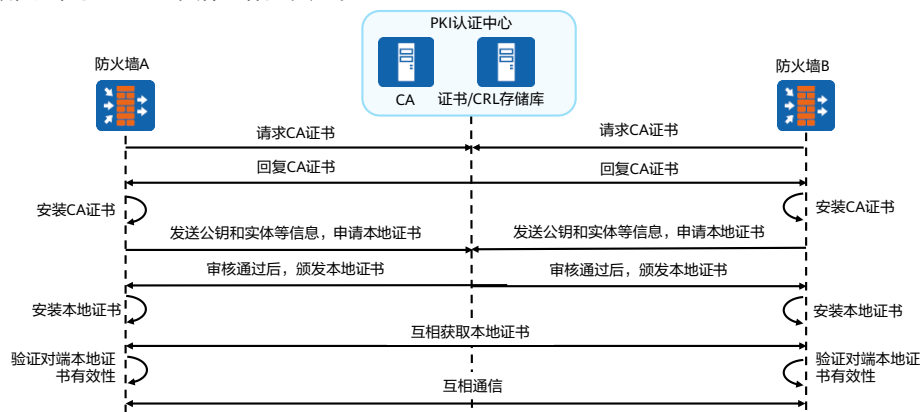 PKI认证中心
防火墙A
防火墙B
CA
证书/CRL存储库
请求CA证书
请求CA证书
回复CA证书
回复CA证书
安装CA证书
安装CA证书
发送公钥和实体等信息，申请本地证书
发送公钥和实体等信息，申请本地证书
审核通过后，颁发本地证书
审核通过后，颁发本地证书
安装本地证书
安装本地证书
互相获取本地证书
验证对端本地证
书有效性
验证对端本地证
书有效性
互相通信